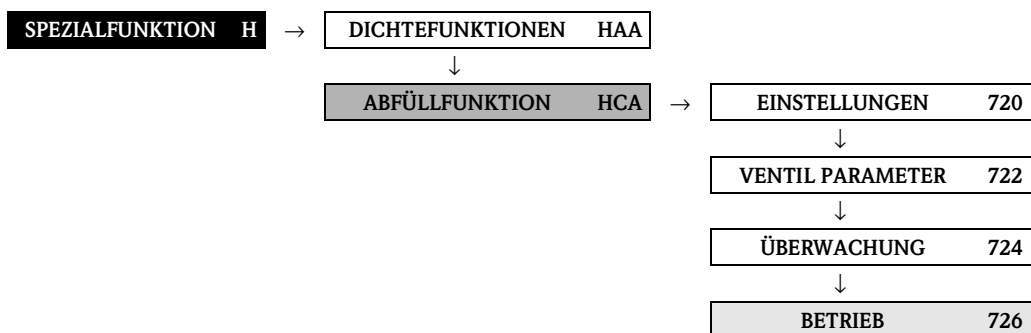 SPEZIALFUNKTION H → DICHTEFUNKTIONEN HAA
↓
ABFÜLLFUNKTION HCA → EINSTELLUNGEN 720
↓
VENTIL PARAMETER 722
↓
ÜBERWACHUNG 724
↓
BETRIEB 726